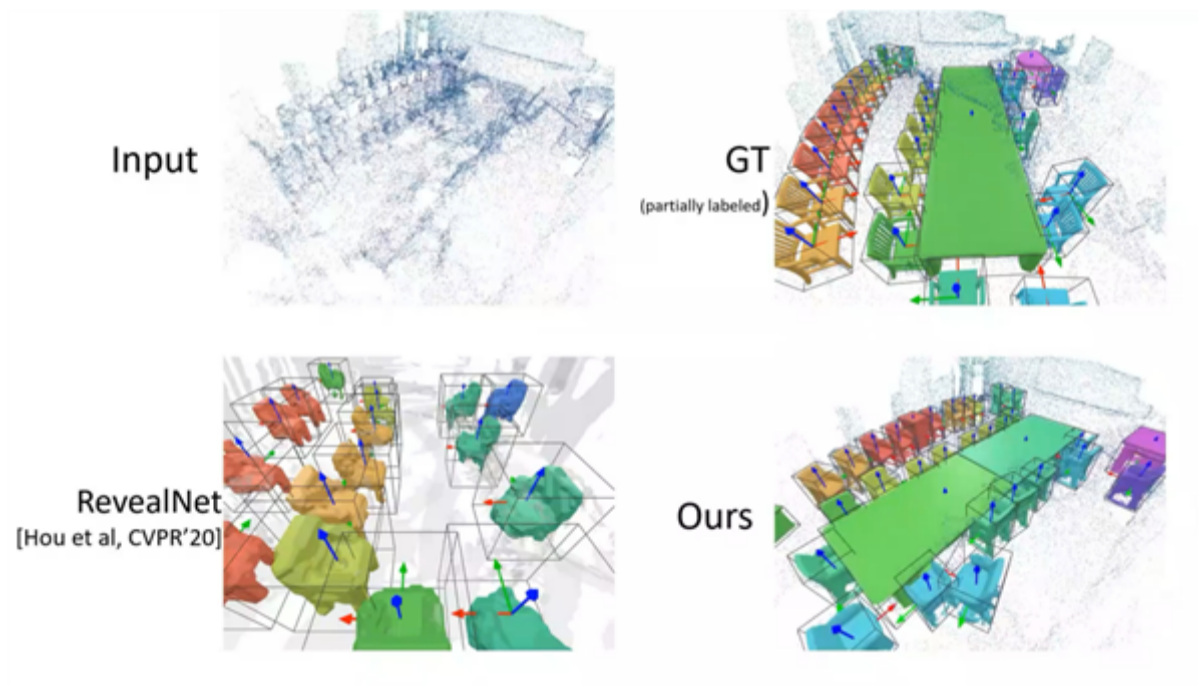 Input
GT
(partially labeled)
RevealNet
[Hou et al, CVPR'20]
Ours